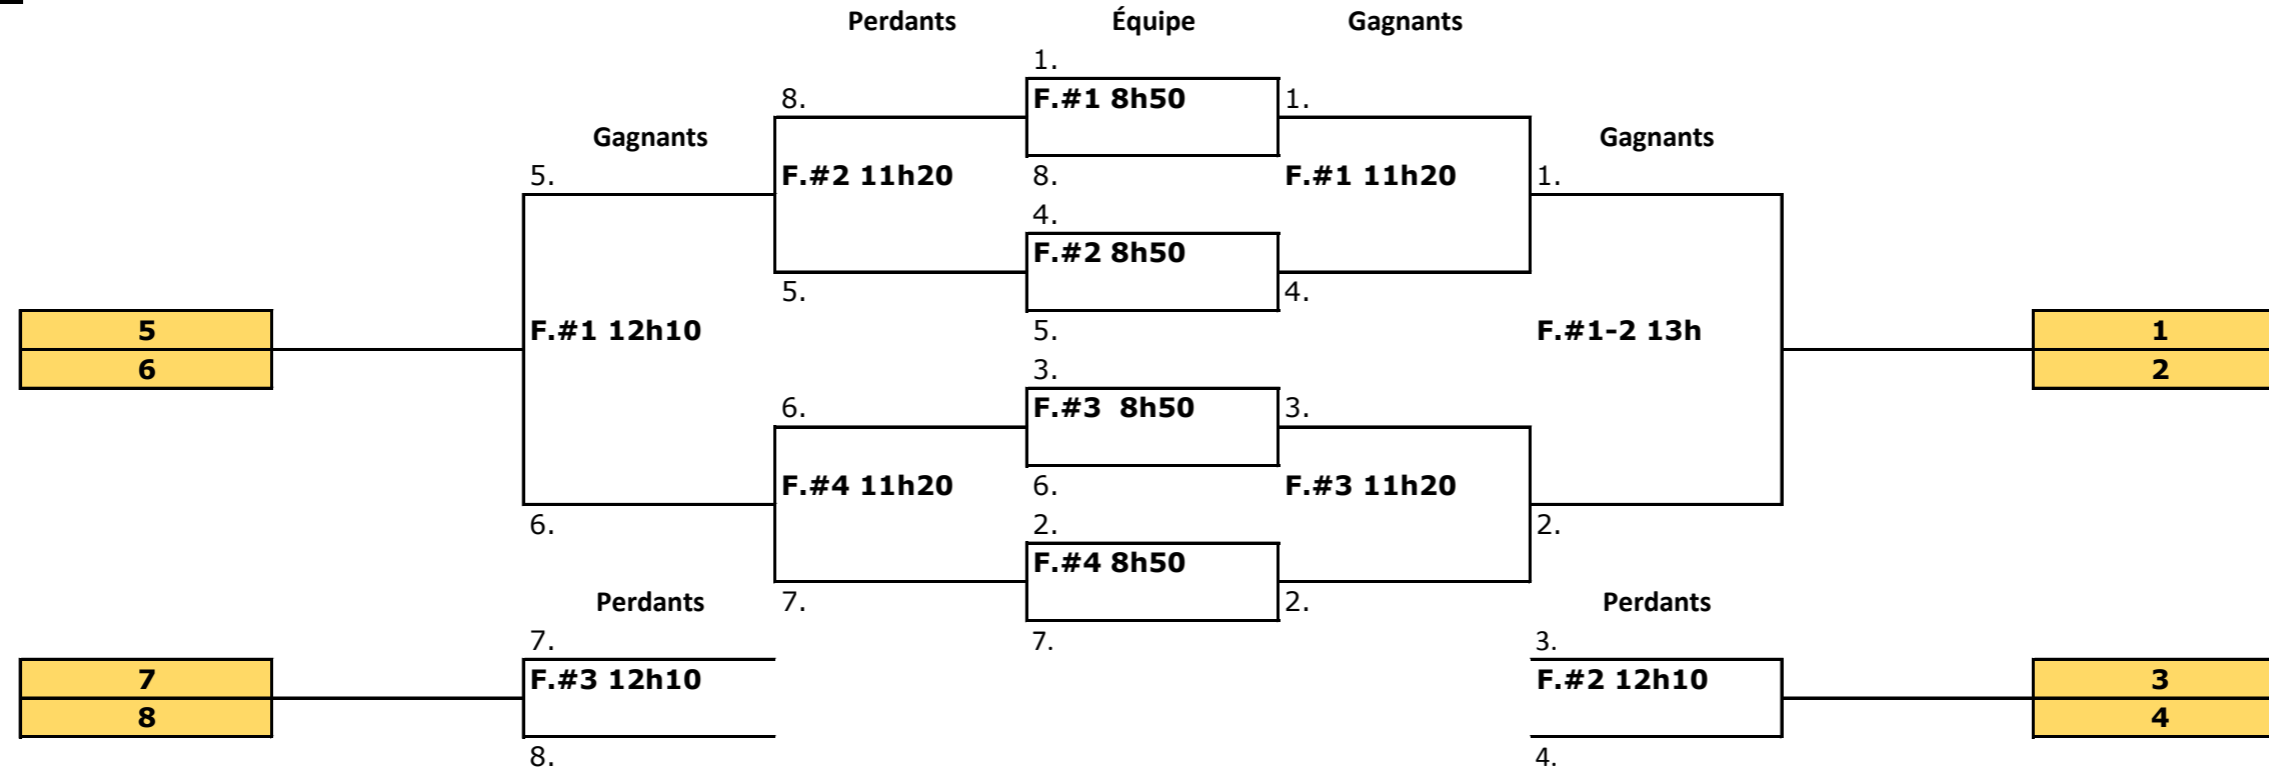 Perdants Équipe Gagnants
1.
8. F.#1 8h50 1.
Gagnants Gagnants
5. F.#2 11h20 8. F.#1 11h20 1.
4.
F.#2 8h50
5. 4.
5 F.#1 12h10 5. F.#1-2 13h 1
6 3. 2
6. F.#3 8h50 3.
F.#4 11h20 6. F.#3 11h20
6. 2. 2.
F.#4 8h50
Perdants 7. 2. Perdants
7. 7. 3.
7 F.#3 12h10 F.#2 12h10 3
8 4
8. 4.